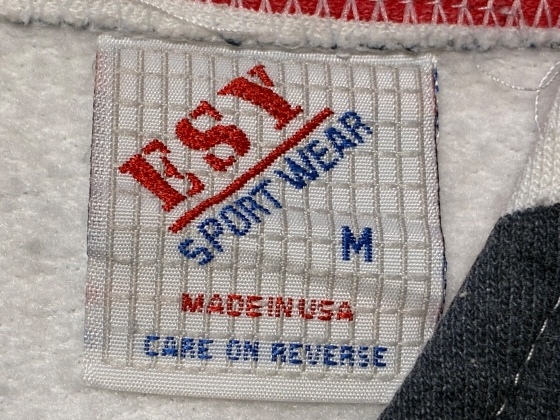 ESY
SPORT WEAR
M
MADE IN USA
CARE ON REVERSE